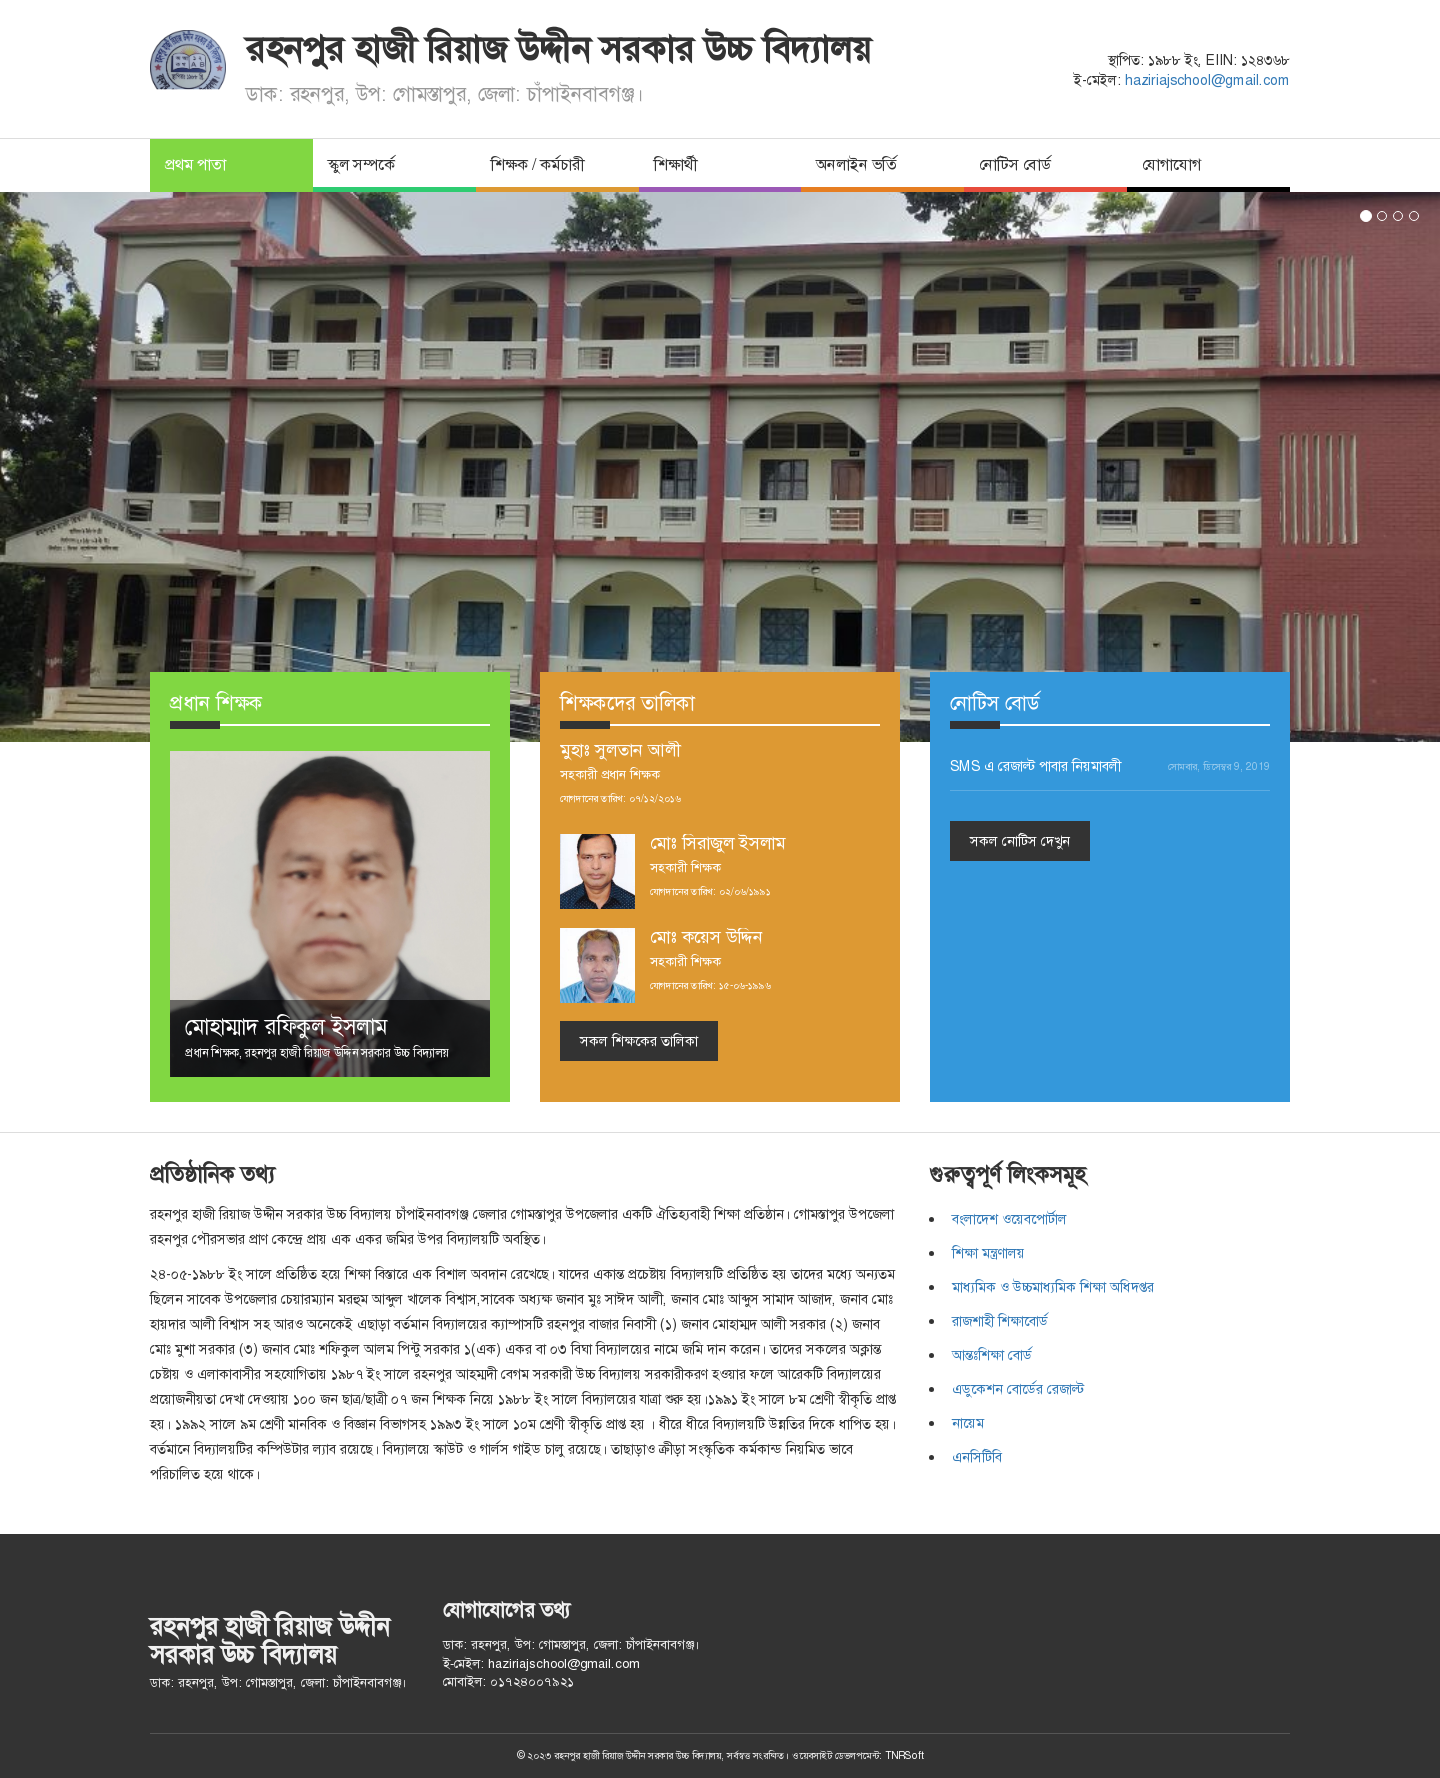 রহনপুর হাজী রিয়াজ উদ্দীন সরকার উচ্চ বিদ্যালয়
ডাক: রহনপুর, উপ: গোমস্তাপুর, জেলা: চাঁপাইনবাবগঞ্জ।
স্থাপিত: ১৯৮৮ ইং, EIIN: ১২৪৩৬৮
ই-মেইল: haziriajschool@gmail.com
প্রথম পাতা
স্কুল সম্পর্কে
শিক্ষক / কর্মচারী
শিক্ষার্থী
অনলাইন ভর্তি
নোটিস বোর্ড
যোগাযোগ
প্রধান শিক্ষক
মোহাম্মাদ রফিকুল ইসলাম
প্রধান শিক্ষক, রহনপুর হাজী রিয়াজ উদ্দিন সরকার উচ্চ বিদ্যালয়
শিক্ষকদের তালিকা
মুহাঃ সুলতান আলী
সহকারী প্রধান শিক্ষক
যোগদানের তারিখ: ০৭/১২/২০১৬
মোঃ সিরাজুল ইসলাম
সহকারী শিক্ষক
যোগদানের তারিখ: ০২/০৬/১৯৯১
মোঃ কয়েস উদ্দিন
সহকারী শিক্ষক
যোগদানের তারিখ: ১৫-০৬-১৯৯৬
সকল শিক্ষকের তালিকা
নোটিস বোর্ড
SMS এ রেজাল্ট পাবার নিয়মাবলী
সোমবার, ডিসেম্বর 9, 2019
সকল নোটিস দেখুন
প্রতিষ্ঠানিক তথ্য
রহনপুর হাজী রিয়াজ উদ্দীন সরকার উচ্চ বিদ্যালয় চাঁপাইনবাবগঞ্জ জেলার গোমস্তাপুর উপজেলার একটি ঐতিহ্যবাহী শিক্ষা প্রতিষ্ঠান। গোমস্তাপুর উপজেলা
রহনপুর পৌরসভার প্রাণ কেন্দ্রে প্রায় এক একর জমির উপর বিদ্যালয়টি অবস্থিত।
২৪-০৫-১৯৮৮ ইং সালে প্রতিষ্ঠিত হয়ে শিক্ষা বিস্তারে এক বিশাল অবদান রেখেছে। যাদের একান্ত প্রচেষ্টায় বিদ্যালয়টি প্রতিষ্ঠিত হয় তাদের মধ্যে অন্যতম
ছিলেন সাবেক উপজেলার চেয়ারম্যান মরহুম আব্দুল খালেক বিশ্বাস,সাবেক অধ্যক্ষ জনাব মুঃ সাঈদ আলী, জনাব মোঃ আব্দুস সামাদ আজাদ, জনাব মোঃ
হায়দার আলী বিশ্বাস সহ আরও অনেকেই এছাড়া বর্তমান বিদ্যালয়ের ক্যাম্পাসটি রহনপুর বাজার নিবাসী (১) জনাব মোহাম্মদ আলী সরকার (২) জনাব
মোঃ মুশা সরকার (৩) জনাব মোঃ শফিকুল আলম পিন্টু সরকার ১(এক) একর বা ০৩ বিঘা বিদ্যালয়ের নামে জমি দান করেন। তাদের সকলের অক্লান্ত
চেষ্টায় ও এলাকাবাসীর সহযোগিতায় ১৯৮৭ ইং সালে রহনপুর আহম্মদী বেগম সরকারী উচ্চ বিদ্যালয় সরকারীকরণ হওয়ার ফলে আরেকটি বিদ্যালয়ের
প্রয়োজনীয়তা দেখা দেওয়ায় ১০০ জন ছাত্র/ছাত্রী ০৭ জন শিক্ষক নিয়ে ১৯৮৮ ইং সালে বিদ্যালয়ের যাত্রা শুরু হয়।১৯৯১ ইং সালে ৮ম শ্রেণী স্বীকৃতি প্রাপ্ত
হয়। ১৯৯২ সালে ৯ম শ্রেণী মানবিক ও বিজ্ঞান বিভাগসহ ১৯৯৩ ইং সালে ১০ম শ্রেণী স্বীকৃতি প্রাপ্ত হয় । ধীরে ধীরে বিদ্যালয়টি উন্নতির দিকে ধাপিত হয়।
বর্তমানে বিদ্যালয়টির কম্পিউটার ল্যাব রয়েছে। বিদ্যালয়ে স্কাউট ও গার্লস গাইড চালু রয়েছে। তাছাড়াও ক্রীড়া সংস্কৃতিক কর্মকান্ড নিয়মিত ভাবে
পরিচালিত হয়ে থাকে।
গুরুত্বপূর্ণ লিংকসমূহ
বংলাদেশ ওয়েবপোর্টাল
শিক্ষা মন্ত্রণালয়
মাধ্যমিক ও উচ্চমাধ্যমিক শিক্ষা অধিদপ্তর
রাজশাহী শিক্ষাবোর্ড
আন্তঃশিক্ষা বোর্ড
এডুকেশন বোর্ডের রেজাল্ট
নায়েম
এনসিটিবি
রহনপুর হাজী রিয়াজ উদ্দীন
সরকার উচ্চ বিদ্যালয়
ডাক: রহনপুর, উপ: গোমস্তাপুর, জেলা: চাঁপাইনবাবগঞ্জ।
যোগাযোগের তথ্য
ডাক: রহনপুর, উপ: গোমস্তাপুর, জেলা: চাঁপাইনবাবগঞ্জ।
ই-মেইল: haziriajschool@gmail.com
মোবাইল: ০১৭২৪০০৭৯২১
© ২০২৩ রহনপুর হাজী রিয়াজ উদ্দীন সরকার উচ্চ বিদ্যালয়, সর্বস্বত্ত সংরক্ষিত। ওয়েবসাইট ডেভলপমেন্ট: TNRSoft